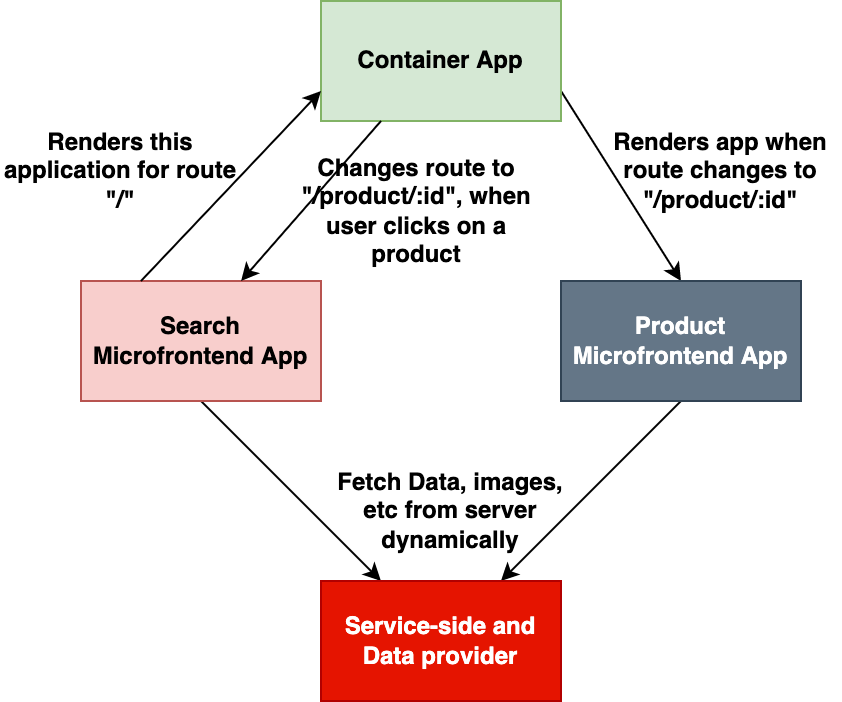 Container App
Renders this
application for route
"/"
Changes route to
"/product/:id", when
user clicks on a
product
Renders app when
route changes to
"/product/:id"
Search
Microfrontend App
Product
Microfrontend App
Fetch Data, images,
etc from server
dynamically
Service-side and
Data provider